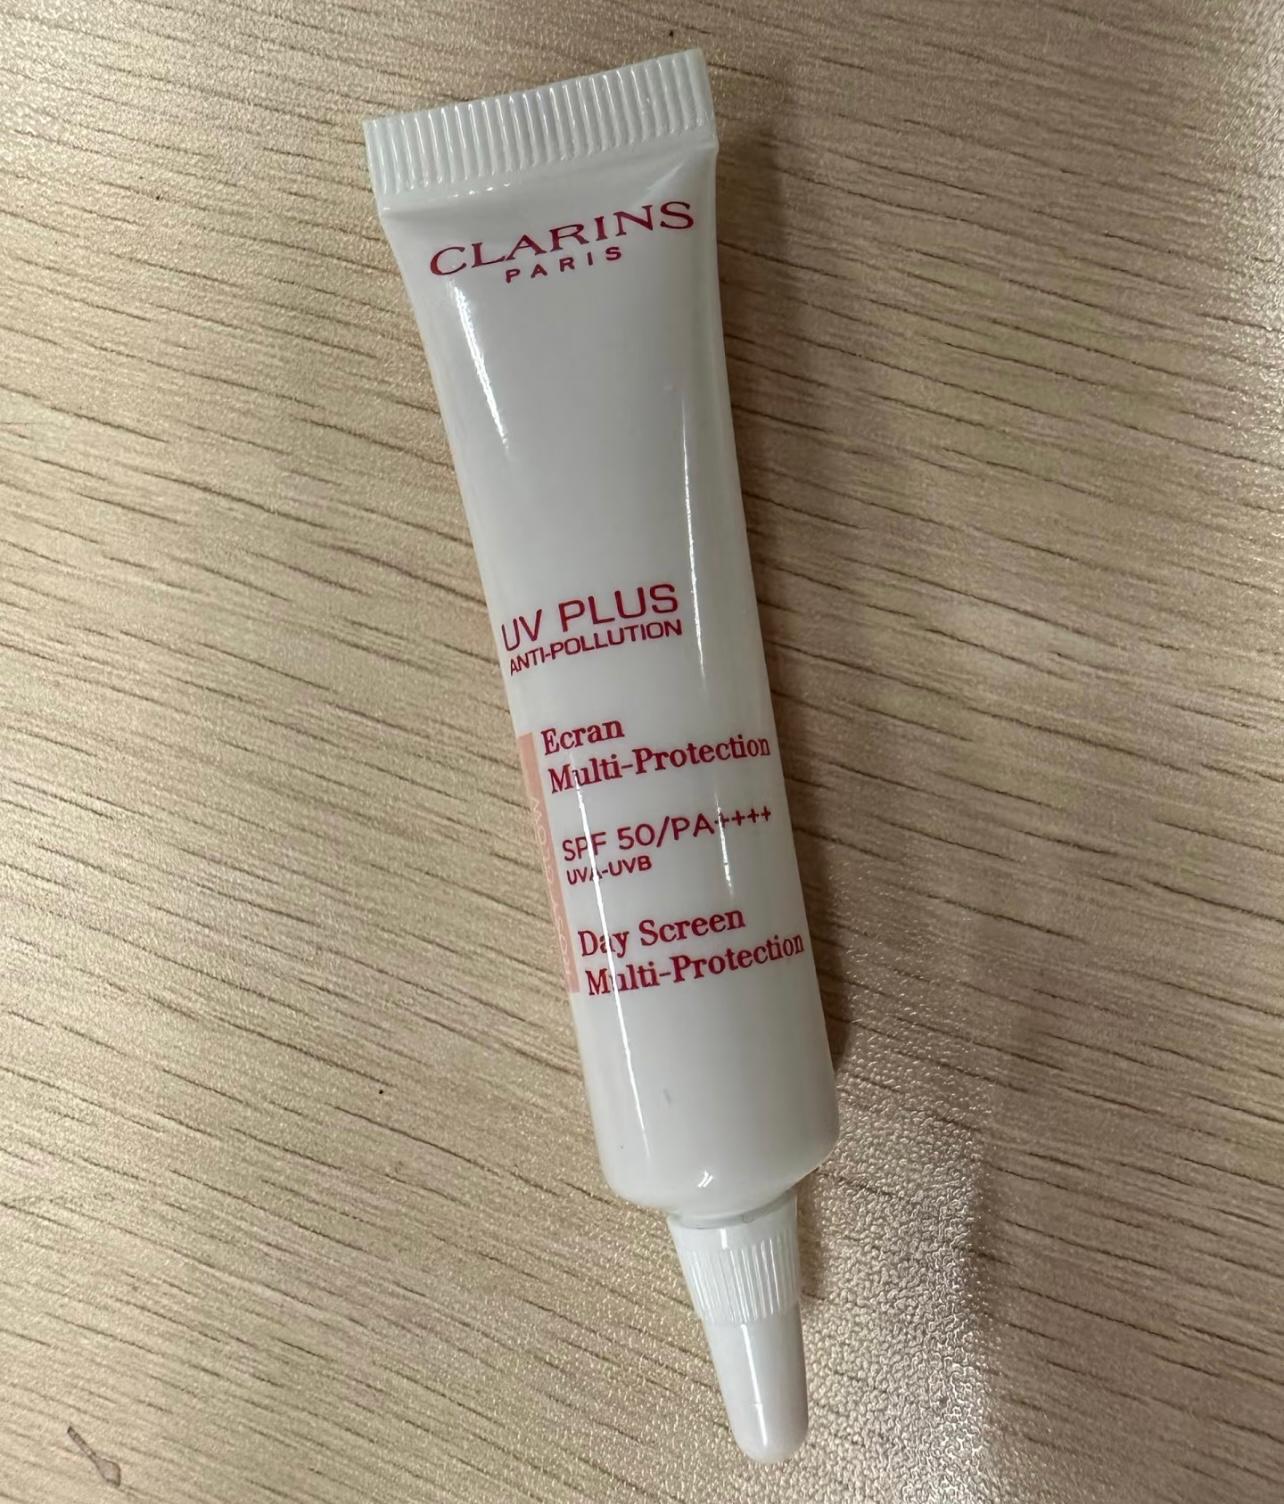 CLARINS
PARIS
UV PLUS
ANTI-POLLUTION
Ecran
Multi-Protection
SPF 50/PA++++
UVA-UVB
Day Screen
Multi-Protection